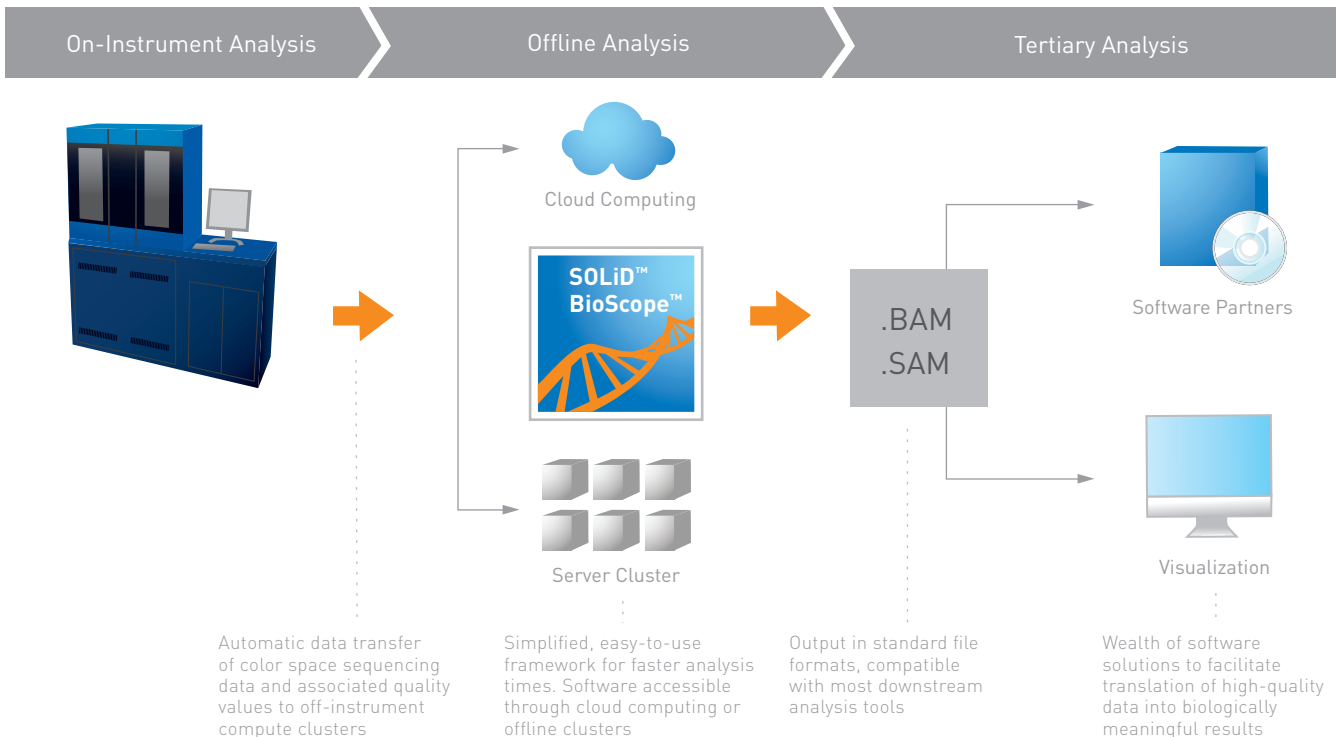 On-Instrument Analysis
Offline Analysis
Tertiary Analysis
Cloud Computing
SOLiD™
BioScope™
Server Cluster
.BAM
.SAM
Software Partners
Visualization
Automatic data transfer
of color space sequencing
data and associated quality
values to off-instrument
compute clusters
Simplified, easy-to-use
framework for faster analysis
times. Software accessible
through cloud computing or
offline clusters
Output in standard file
formats, compatible
with most downstream
analysis tools
Wealth of software
solutions to facilitate
translation of high-quality
data into biologically
meaningful results